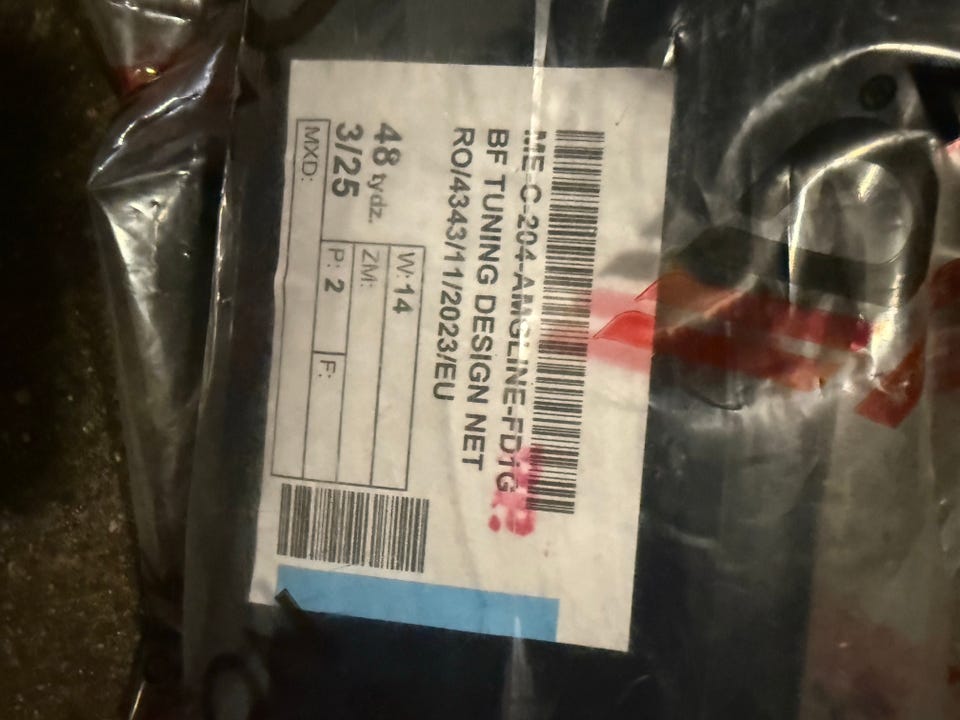 ME-C-204-AMGLINE-FD1G
BF TUNING DESIGN NET
RO/4343/11/2023/EU
48 tydz.
3/25
W: 14
ZM:
P: 2
F:
MXD: